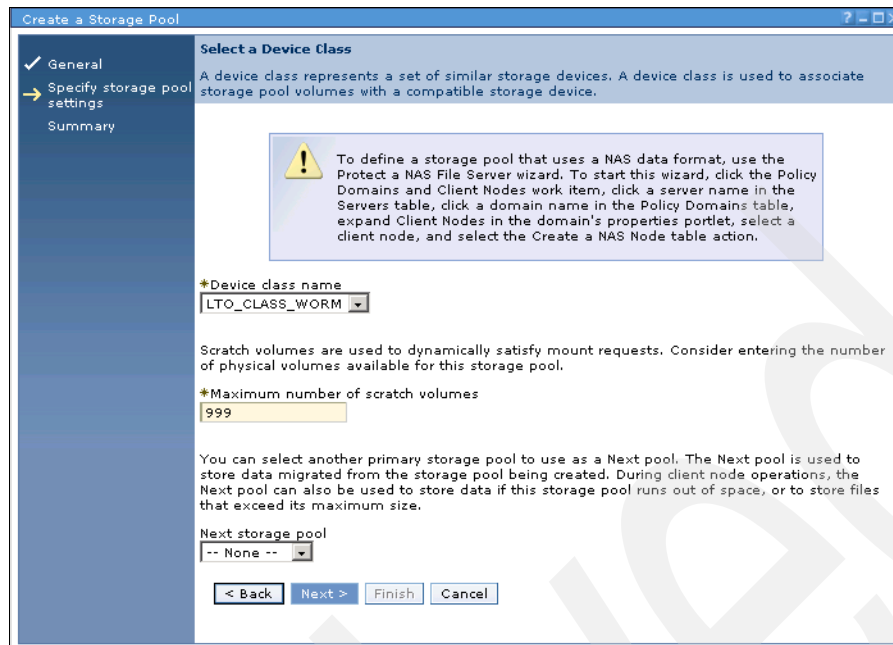 Create a Storage Pool
? – □ ×
✓ General
→ Specify storage pool
settings
Summary
Select a Device Class
A device class represents a set of similar storage devices. A device class is used to associate
storage pool volumes with a compatible storage device.
To define a storage pool that uses a NAS data format, use the
Protect a NAS File Server wizard. To start this wizard, click the Policy
Domains and Client Nodes work item, click a server name in the
Servers table, click a domain name in the Policy Domains table,
expand Client Nodes in the domain's properties portlet, select a
client node, and select the Create a NAS Node table action.
*Device class name
LTO_CLASS_WORM
Scratch volumes are used to dynamically satisfy mount requests. Consider entering the number
of physical volumes available for this storage pool.
*Maximum number of scratch volumes
999
You can select another primary storage pool to use as a Next pool. The Next pool is used to
store data migrated from the storage pool being created. During client node operations, the
Next pool can also be used to store data if this storage pool runs out of space, or to store files
that exceed its maximum size.
Next storage pool
-- None --
< Back Next > Finish Cancel